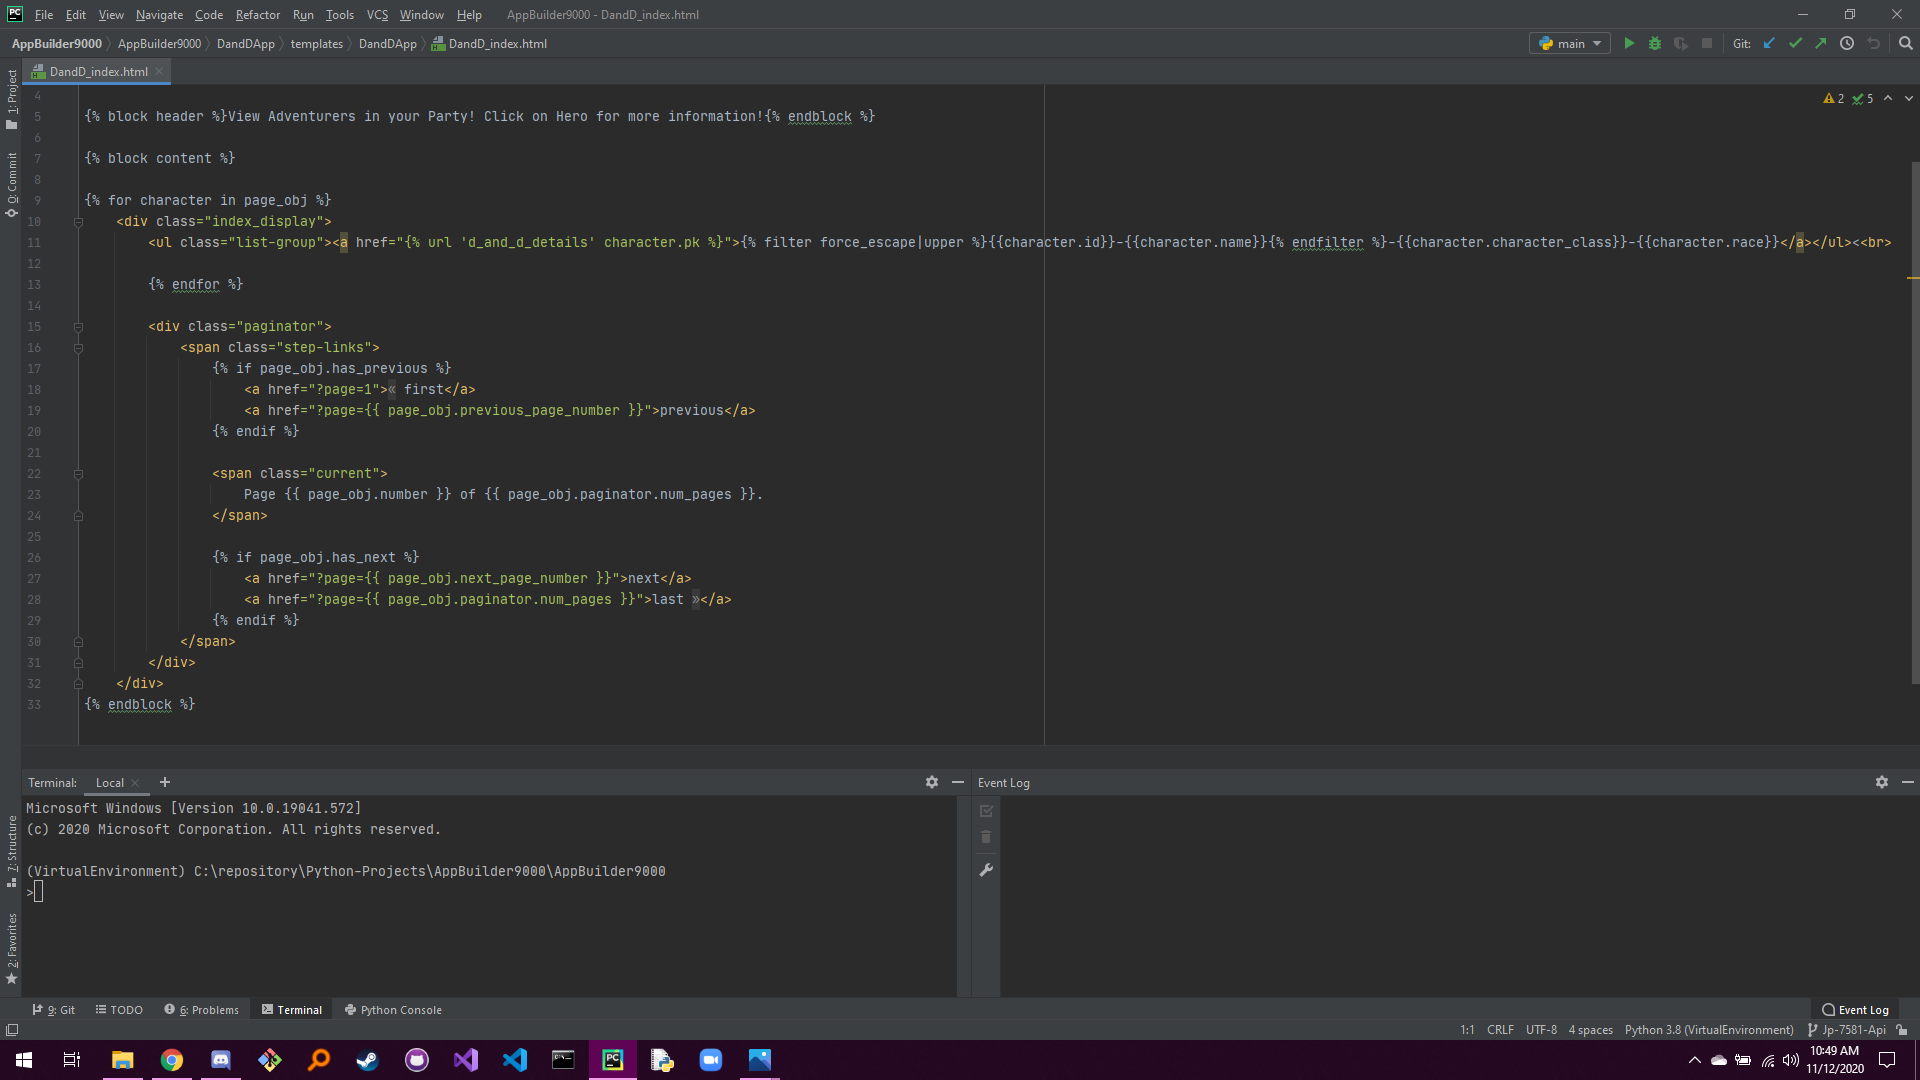 PC File Edit View Navigate Code Refactor Run Tools VCS Window Help AppBuilder9000 - DandD_index.html
AppBuilder9000 AppBuilder9000 DandDApp templates DandDApp DandD_index.html main Git:
DandD_index.html
1: Project
0: Commit
7: Structure
2: Favorites
2 5
4
5 {% block header %}View Adventurers in your Party! Click on Hero for more information!{% endblock %}
6
7 {% block content %}
8
9 {% for character in page_obj %}
10 <div class="index_display">
11 <ul class="list-group"><a href="{% url 'd_and_d_details' character.pk %}">{% filter force_escape|upper %}{{character.id}}-{{character.name}}{% endfilter %}-{{character.character_class}}-{{character.race}}</a></ul><<br>
12
13 {% endfor %}
14
15 <div class="paginator">
16 <span class="step-links">
17 {% if page_obj.has_previous %}
18 <a href="?page=1">« first</a>
19 <a href="?page={{ page_obj.previous_page_number }}">previous</a>
20 {% endif %}
21
22 <span class="current">
23 Page {{ page_obj.number }} of {{ page_obj.paginator.num_pages }}.
24 </span>
25
26 {% if page_obj.has_next %}
27 <a href="?page={{ page_obj.next_page_number }}">next</a>
28 <a href="?page={{ page_obj.paginator.num_pages }}">last »</a>
29 {% endif %}
30 </span>
31 </div>
32 </div>
33 {% endblock %}
Terminal: Local
Microsoft Windows [Version 10.0.19041.572]
(c) 2020 Microsoft Corporation. All rights reserved.
(VirtualEnvironment) C:\repository\Python-Projects\AppBuilder9000\AppBuilder9000
>
Event Log
9: Git TODO 6: Problems Terminal Python Console Event Log
1:1 CRLF UTF-8 4 spaces Python 3.8 (VirtualEnvironment) Jp-7581-Api
PC
10:49 AM
11/12/2020